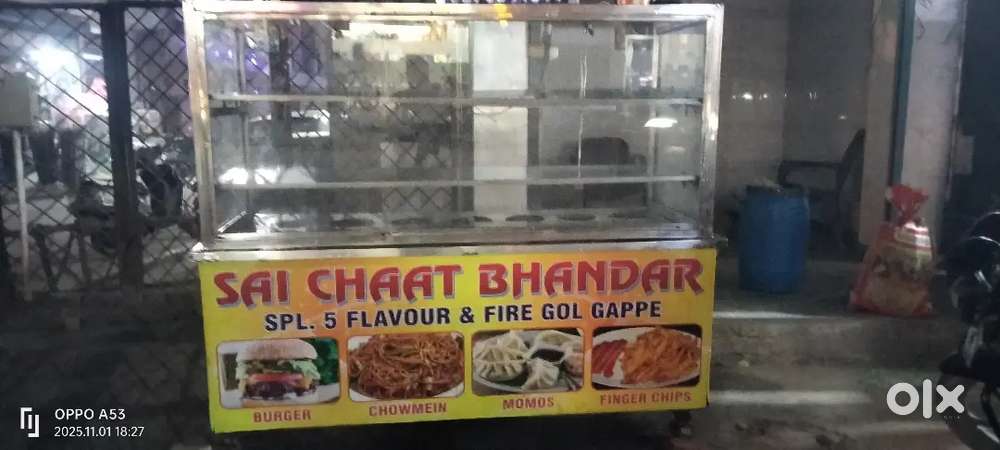 SAI CHAAT BHANDAR
SPL. 5 FLAVOUR & FIRE GOL GAPPE
BURGER
CHOWMEIN
MOMOS
FINGER CHIPS
OPPO A53
2025.11.01 18:27
olx